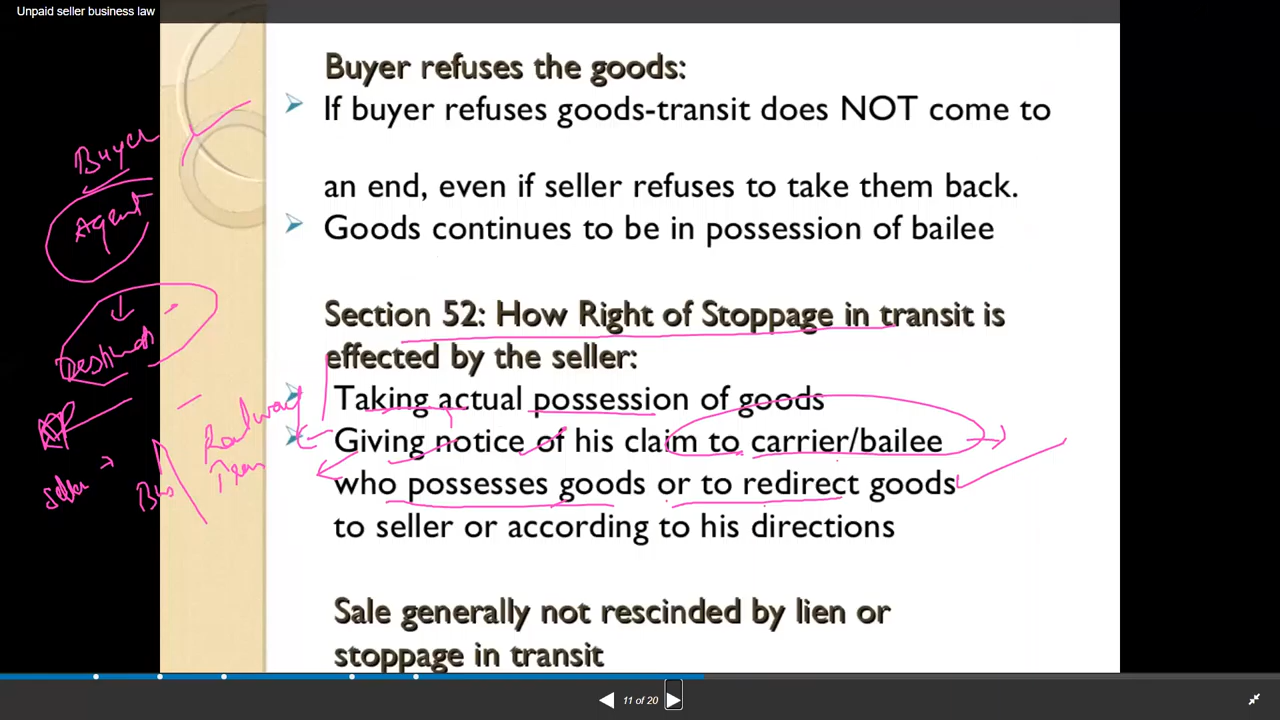 Unpaid seller business law
Buyer refuses the goods:
If buyer refuses goods-transit does NOT come to
an end, even if seller refuses to take them back.
Goods continues to be in possession of bailee
Section 52: How Right of Stoppage in transit is
effected by the seller:
Taking actual possession of goods
Giving notice of his claim to carrier/bailee
who possesses goods or to redirect goods
to seller or according to his directions
Sale generally not rescinded by lien or
stoppage in transit
Buyer
Agent
Railway
seller
11 of 20